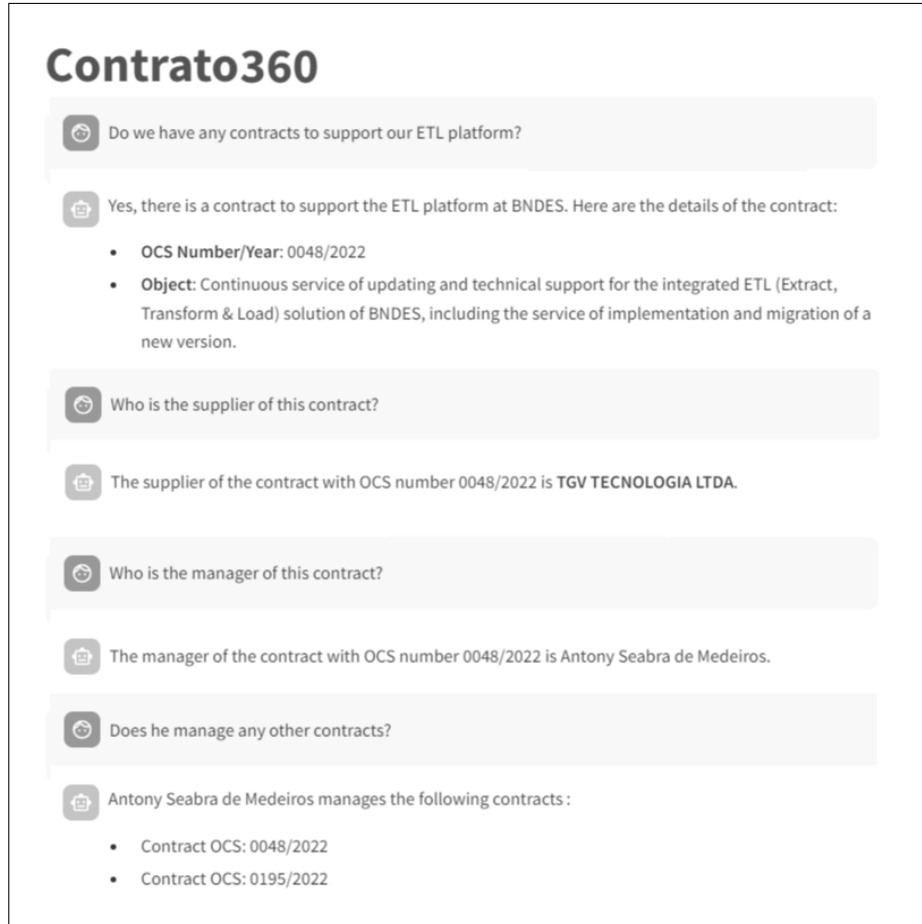 Contrato360
Do we have any contracts to support our ETL platform?
Yes, there is a contract to support the ETL platform at BNDES. Here are the details of the contract:
• OCS Number/Year: 0048/2022
• Object: Continuous service of updating and technical support for the integrated ETL (Extract,
Transform & Load) solution of BNDES, including the service of implementation and migration of a
new version.
Who is the supplier of this contract?
The supplier of the contract with OCS number 0048/2022 is TGV TECNOLOGIA LTDA.
Who is the manager of this contract?
The manager of the contract with OCS number 0048/2022 is Antony Seabra de Medeiros.
Does he manage any other contracts?
Antony Seabra de Medeiros manages the following contracts :
• Contract OCS: 0048/2022
• Contract OCS: 0195/2022